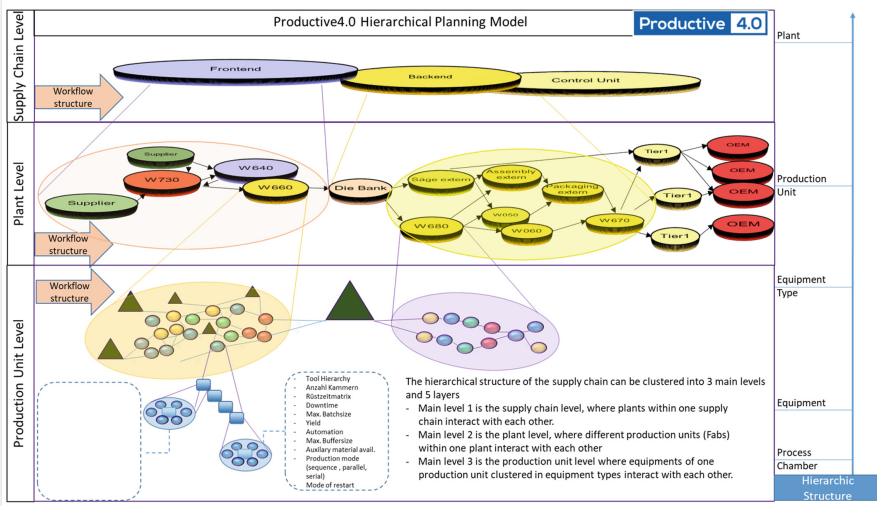 Productive4.0 Hierarchical Planning Model
Productive 4.0
Supply Chain Level
Workflow
structure
Frontend
Backend
Control Unit
Plant
Plant Level
Supplier
W640
W730
W660
Supplier
Die Bank
Sage extern
Assembly
extern
Packaging
extern
W050
W680
W060
W670
Tier1
Tier1
Tier1
OEM
OEM
OEM
OEM
Workflow
structure
Production
Unit
Production Unit Level
Workflow
structure
Equipment
Type
Tool Hierarchy
Anzahl Kammern
Rüstzeitmatrix
Downtime
Max. Batchsize
Yield
Automation
Max. Buffersize
Auxilary material avail.
Production mode
(sequence , parallel,
serial)
Mode of restart
The hierarchical structure of the supply chain can be clustered into 3 main levels
and 5 layers
- Main level 1 is the supply chain level, where plants within one supply
chain interact with each other.
- Main level 2 is the plant level, where different production units (Fabs)
within one plant interact with each other
- Main level 3 is the production unit level where equipments of one
production unit clustered in equipment types interact with each other.
Equipment
Process
Chamber
Hierarchic
Structure